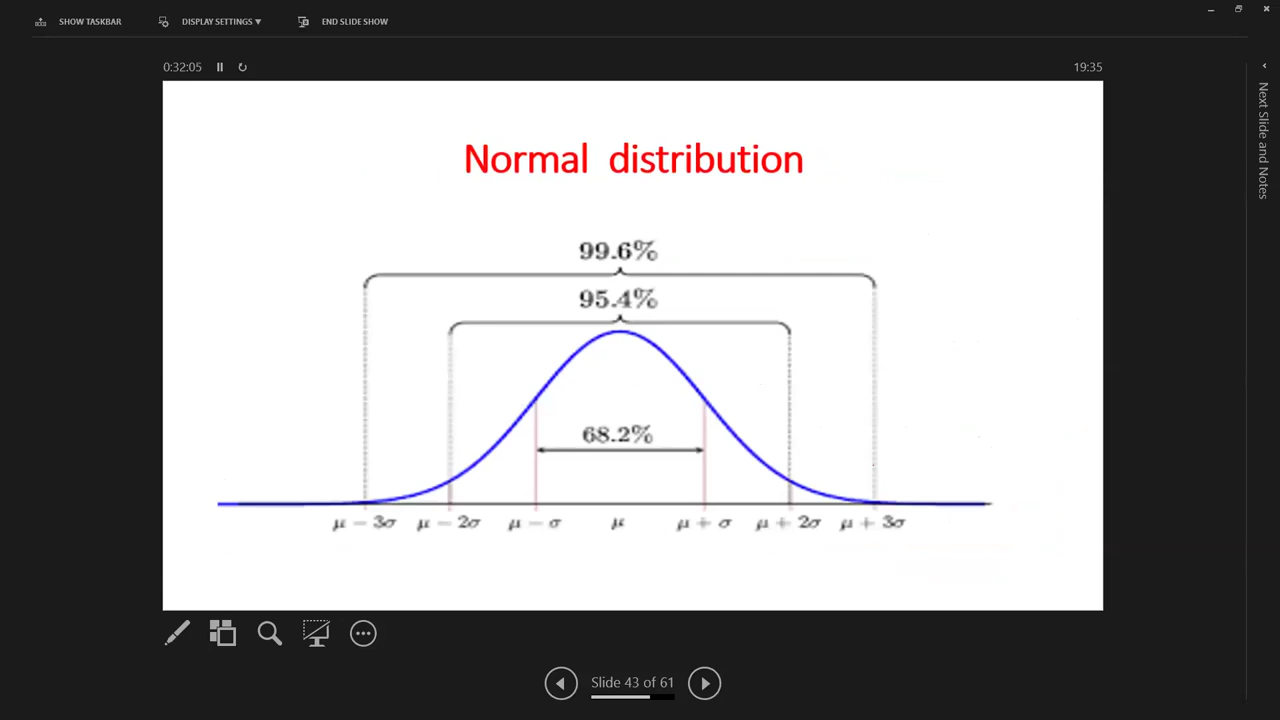 SHOW TASKBAR DISPLAY SETTINGS ▼ END SLIDE SHOW
0:32:05 19:35
Next Slide and Notes
Normal distribution
99.6%
95.4%
68.2%
μ − 3σ μ − 2σ μ − σ μ μ + σ μ + 2σ μ + 3σ
Slide 43 of 61